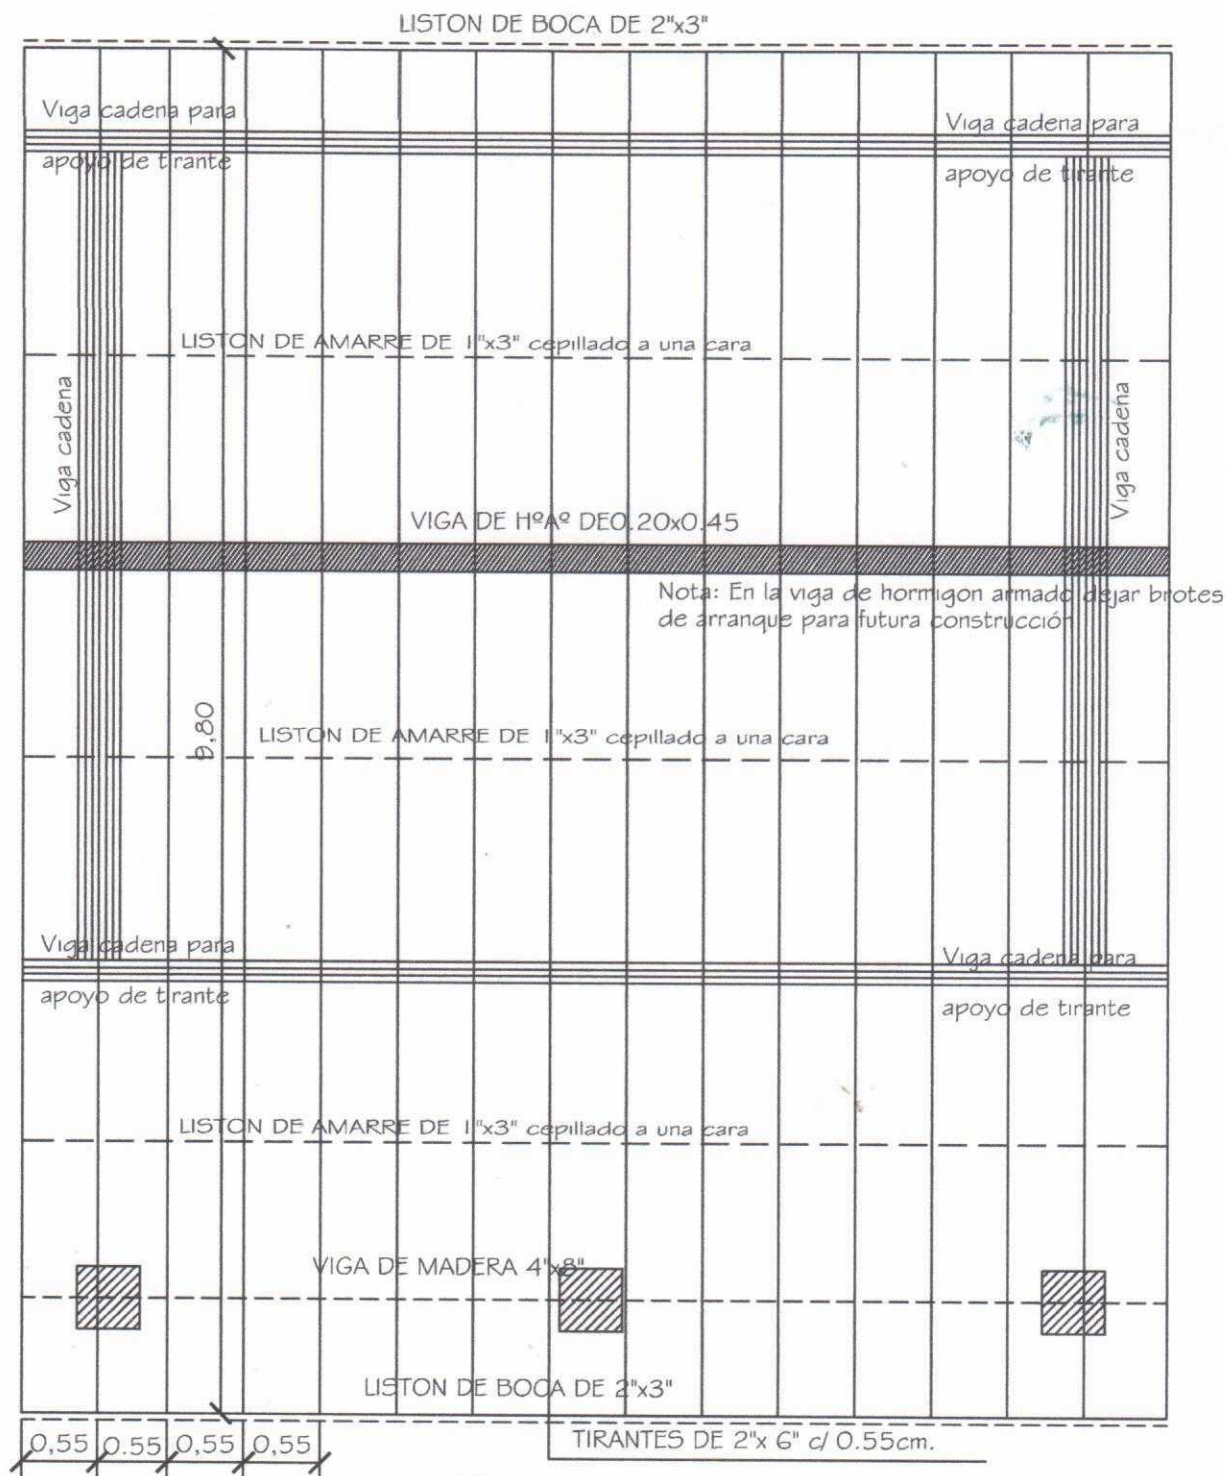 LISTON DE BOCA DE 2"x3"
Viga cadena para
apoyo de tirante
Viga cadena para
apoyo de tirante
LISTON DE AMARRE DE 1"x3" cepillado a una cara
Viga cadena
Viga cadena
VIGA DE HºAº DE0.20x0.45
Nota: En la viga de hormigon armado dejar brotes
de arranque para futura construcción
9,80
LISTON DE AMARRE DE 1"x3" cepillado a una cara
Viga cadena para
apoyo de tirante
Viga cadena para
apoyo de tirante
LISTON DE AMARRE DE 1"x3" cepillado a una cara
VIGA DE MADERA 4"x8"
LISTON DE BOCA DE 2"x3"
0,55 0.55 0,55 0,55
TIRANTES DE 2"x 6" c/ 0.55cm.